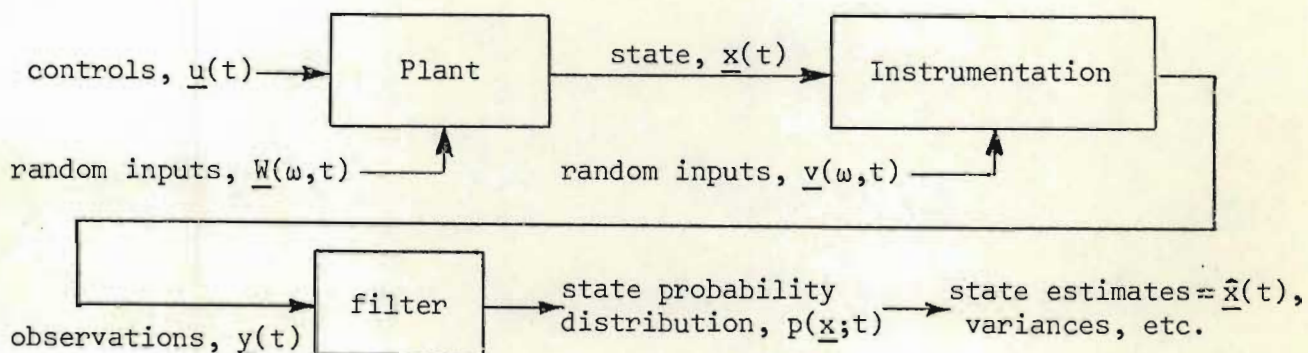 controls, u(t)
Plant
state, x(t)
Instrumentation
random inputs, W(ω,t)
random inputs, v(ω,t)
observations, y(t)
filter
state probability
distribution, p(x;t)
state estimates = x̂(t),
variances, etc.